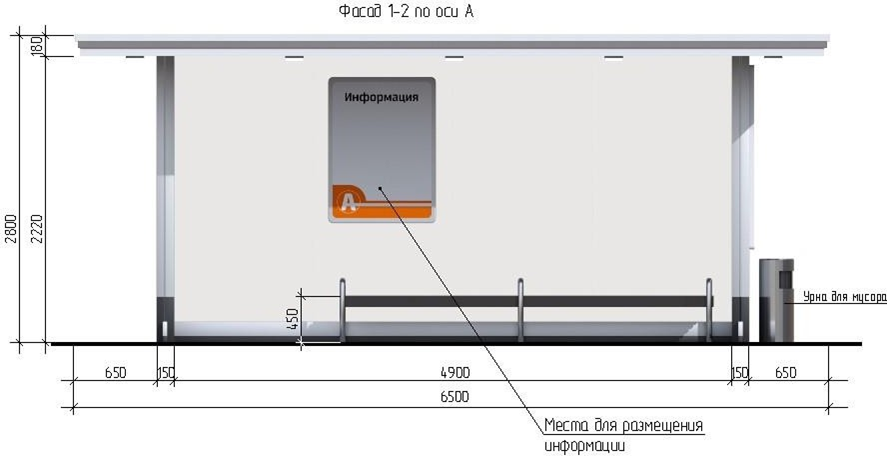 Фасад 1-2 по оси А
180
Информация
2800
2220
А
450
Урна для мусора
650
150
4900
150
650
6500
Места для размещения
информации